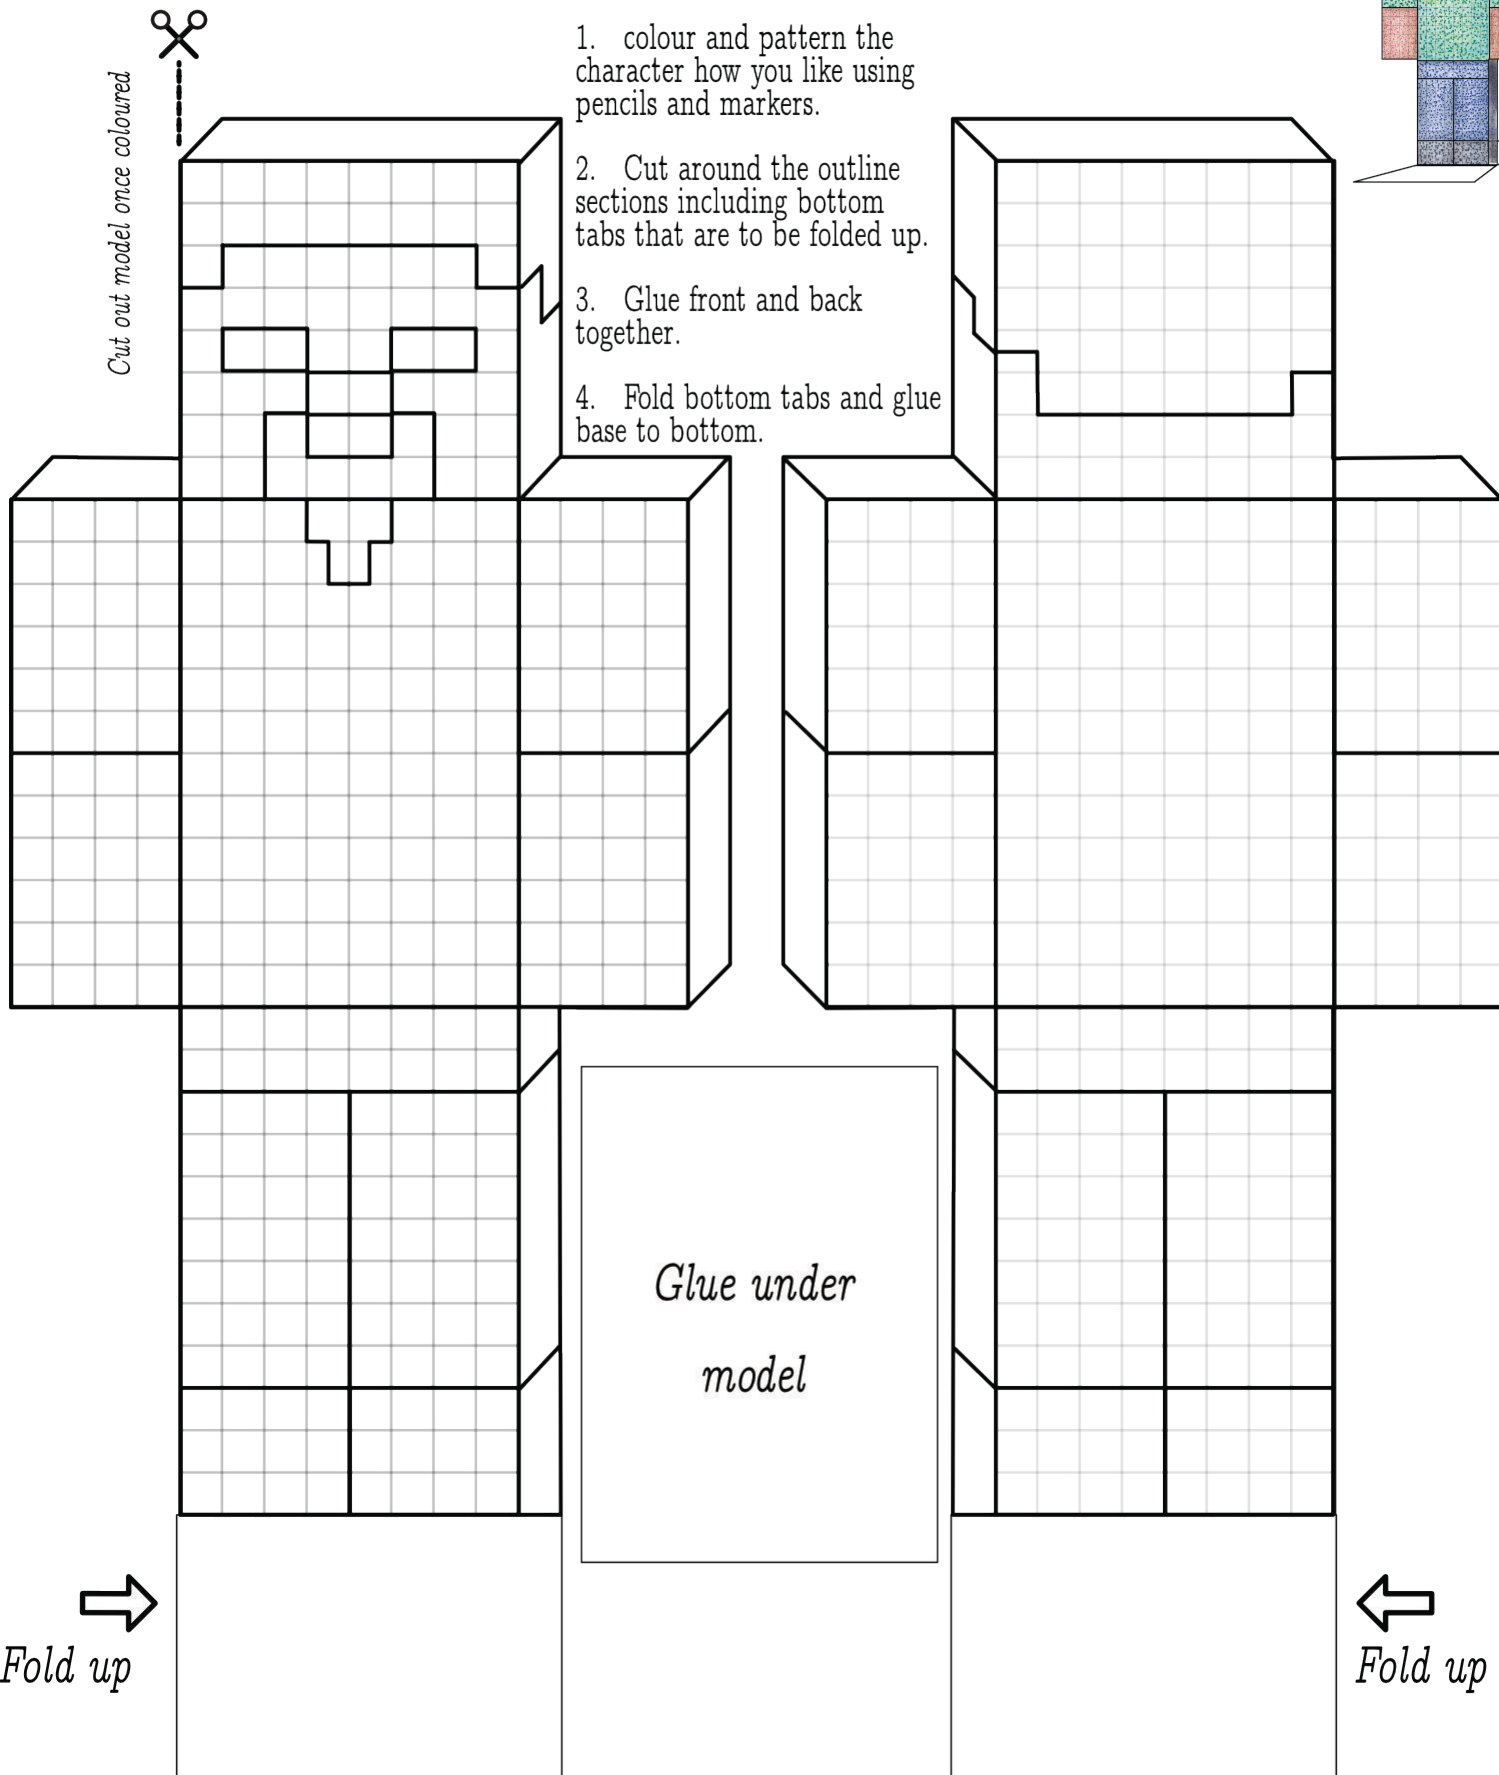 Cut out model once coloured
1. colour and pattern the
character how you like using
pencils and markers.
2. Cut around the outline
sections including bottom
tabs that are to be folded up.
3. Glue front and back
together.
4. Fold bottom tabs and glue
base to bottom.
Glue under
model
Fold up
Fold up